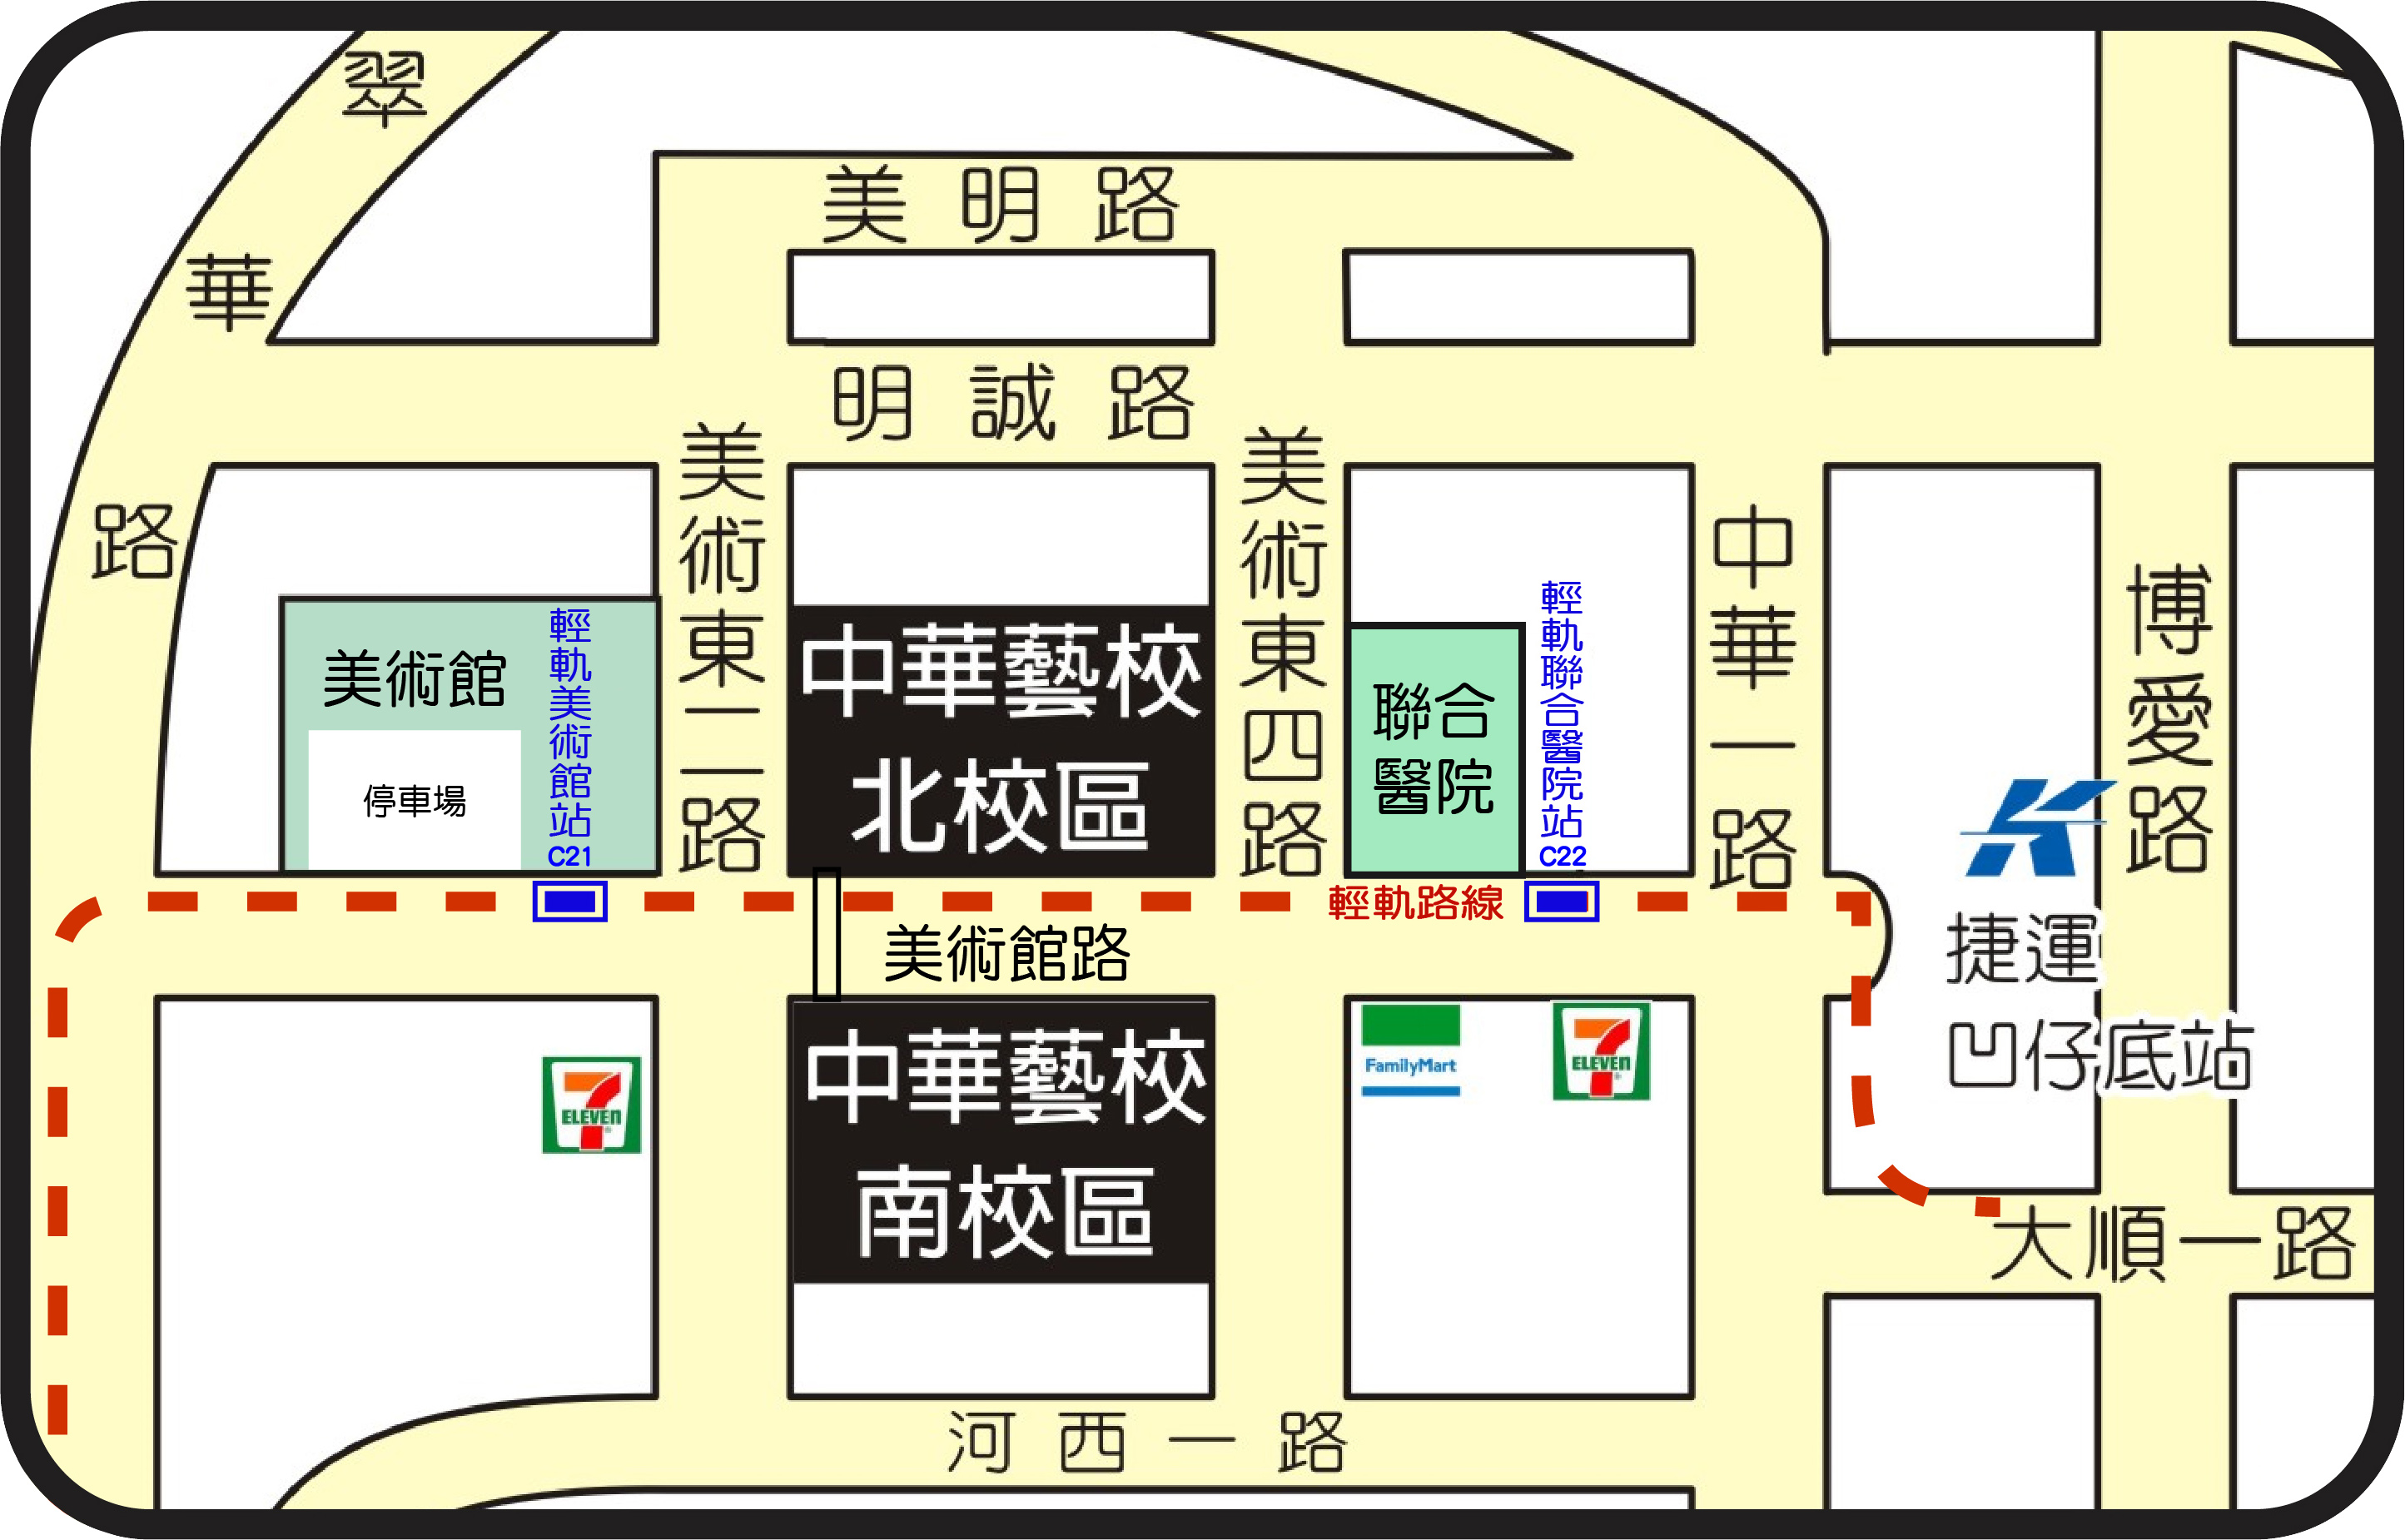 翠華路
美明路
明誠路
美術東二路
美術東四路
中華一路
博愛路
美術館
停車場
輕軌美術館站
C21
中華藝校
北校區
聯合
醫院
輕軌聯合醫院站
C22
輕軌路線
美術館路
捷運
凹仔底站
中華藝校
南校區
7
ELEVEN
FamilyMart
7
ELEVEN
大順一路
河西一路